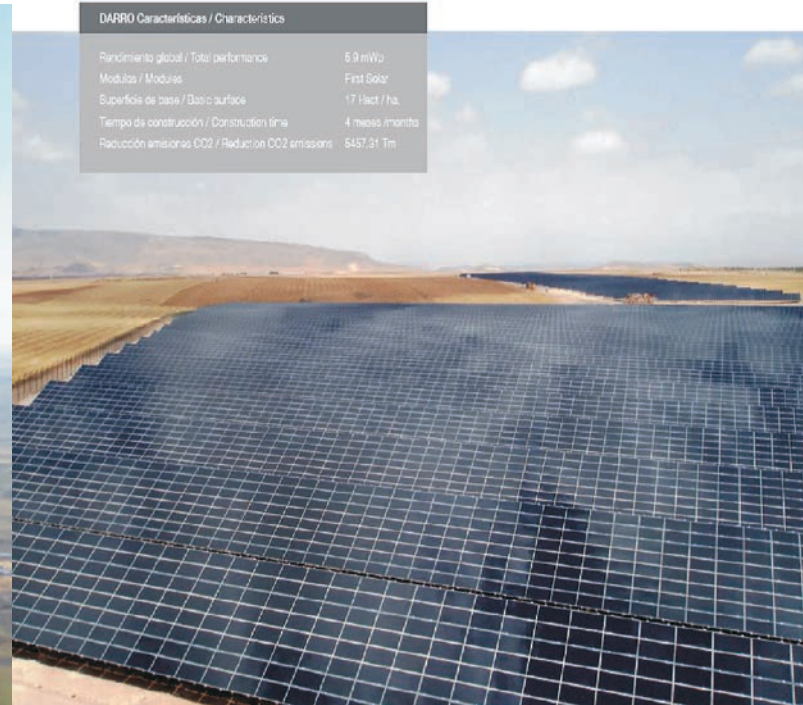 DARRO Características / Characteristics
Rendimiento global / Total performance 5.9 mWp
Modulas / Modules First Solar
Superficie de base / Basic surface 17 Hect / ha.
Tiempo de construcción / Construction time 4 meses /months
Reducción emisiones CO2 / Reduction CO2 emissions 5457,31 Tm